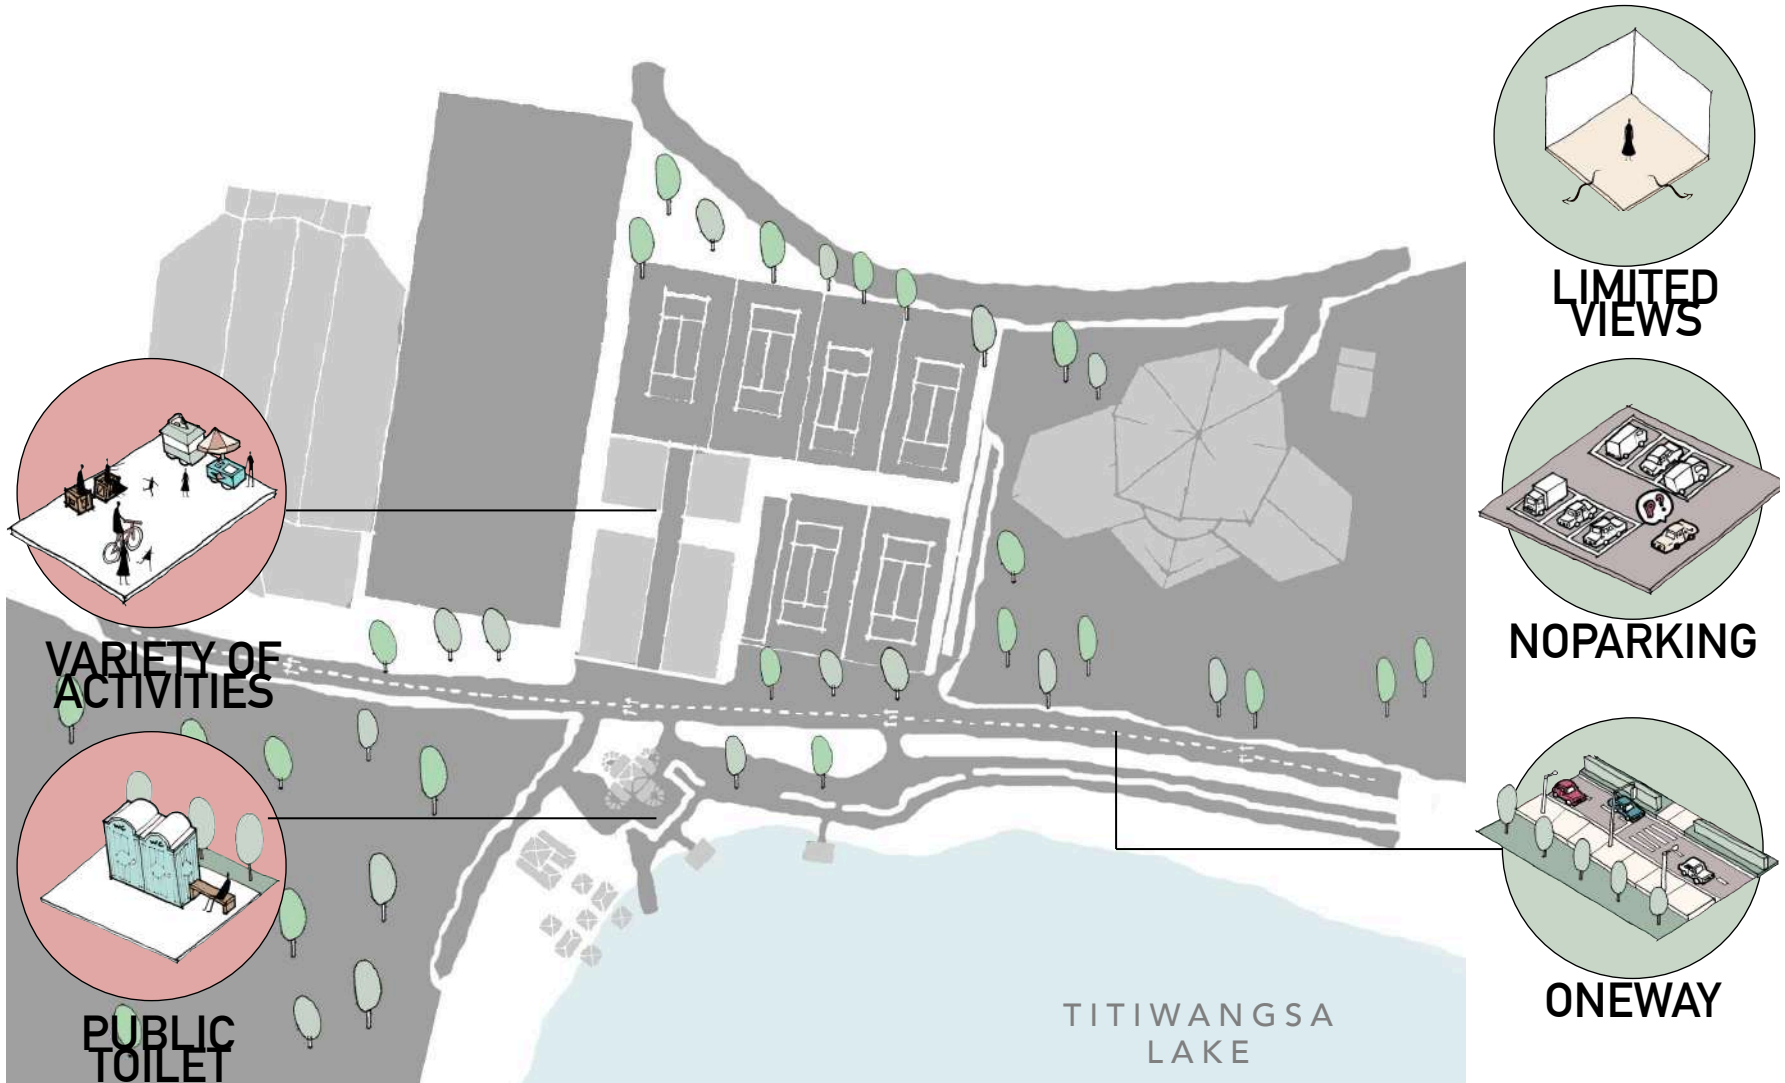 LIMITED
VIEWS
NOPARKING
VARIETY OF
ACTIVITIES
ONEWAY
PUBLIC
TOILET
TITIWANGSA
LAKE